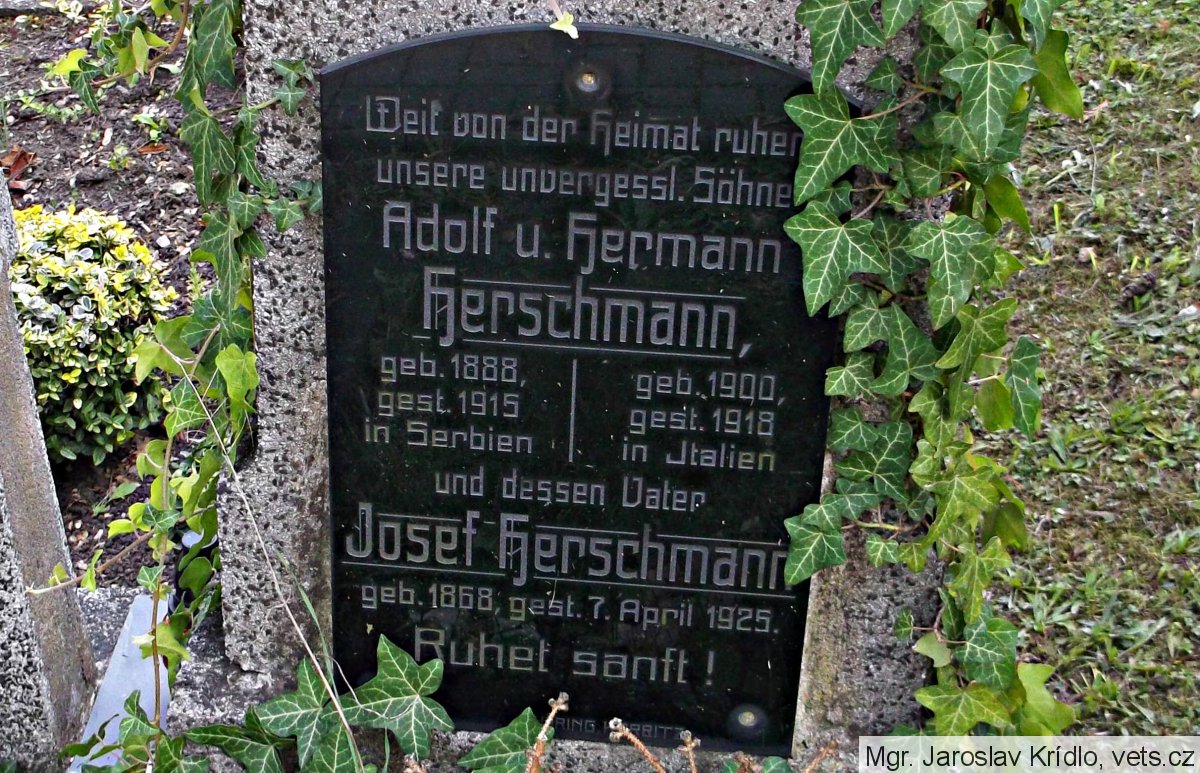 Weit von der Heimat ruhen
unsere unvergessl. Söhne
Adolf u. Hermann
Herschmann,
geb. 1888,
gest. 1915
in Serbien
geb. 1900,
gest. 1918
in Italien
und dessen Vater
Josef Herschmann
geb. 1868, gest. 7. April 1925.
Ruhet sanft !
Mgr. Jaroslav Krídlo, vets.cz